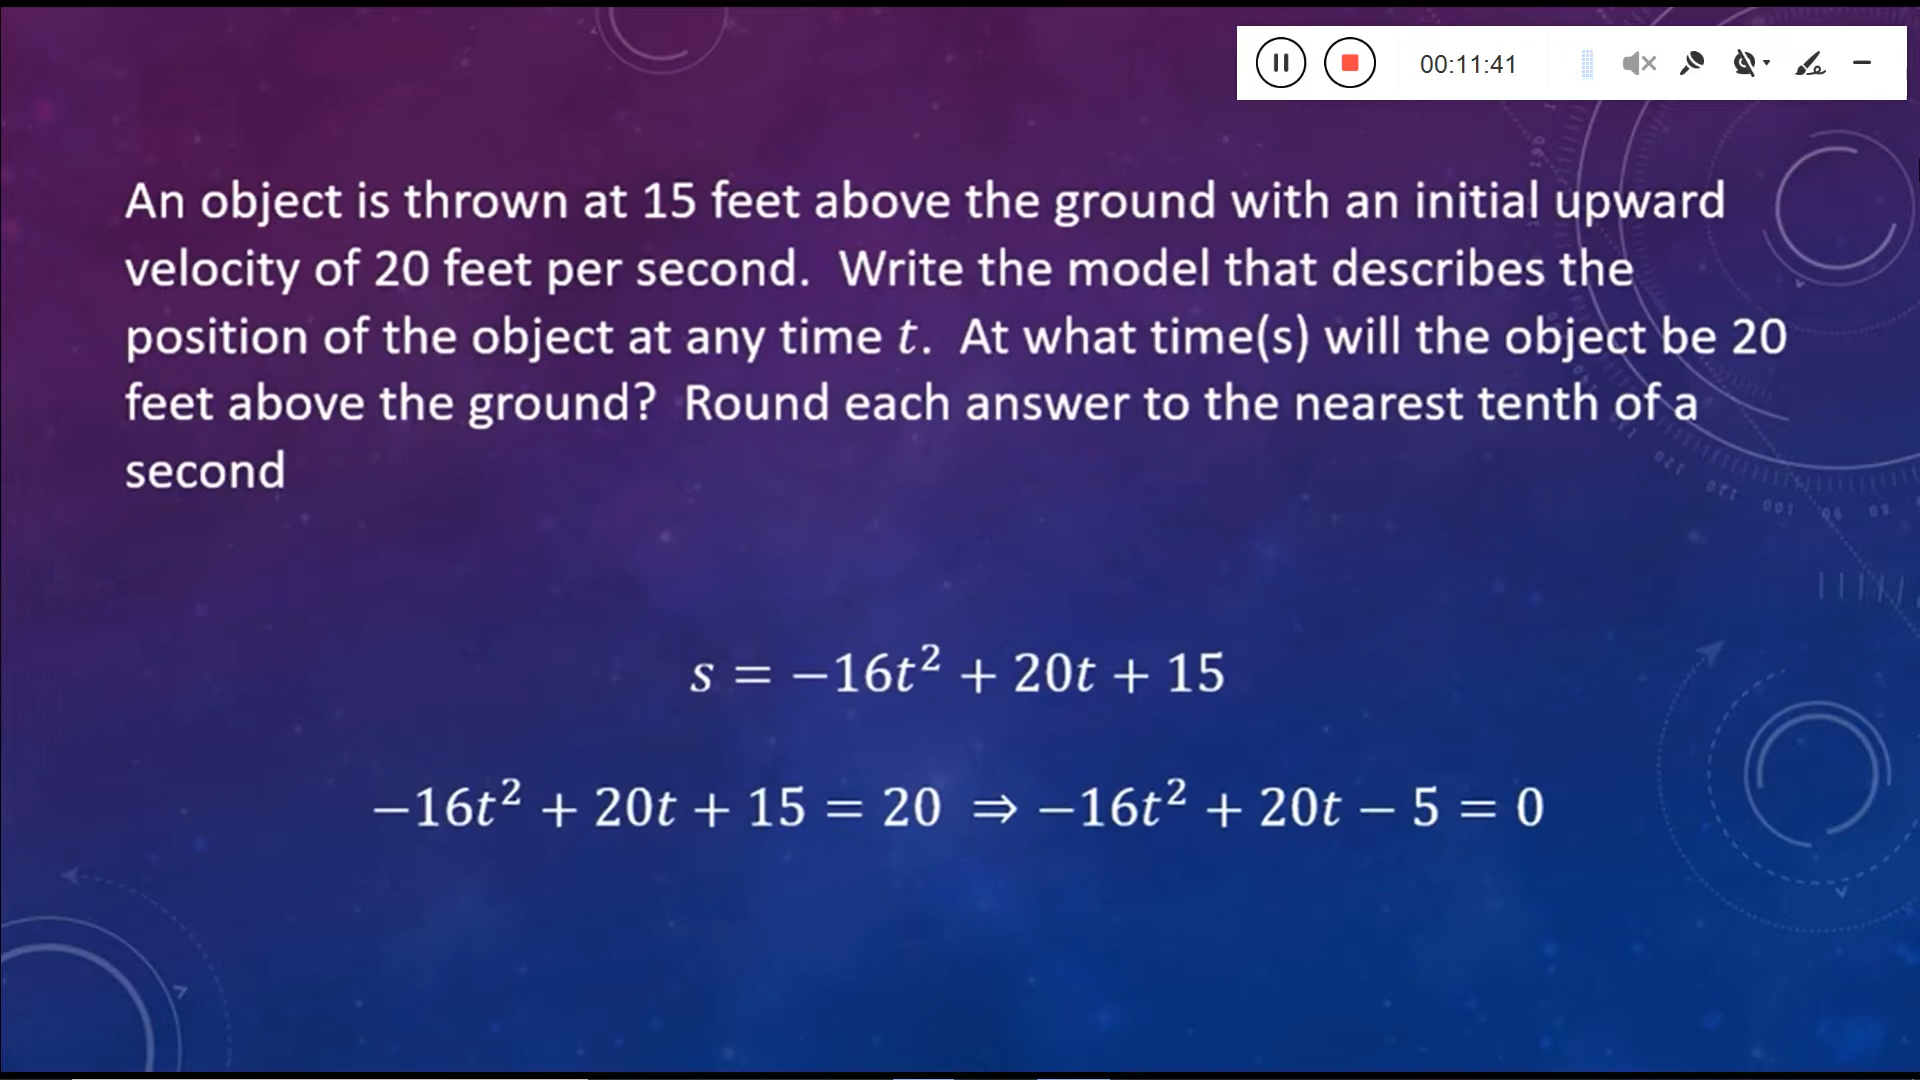 00:11:41
An object is thrown at 15 feet above the ground with an initial upward
velocity of 20 feet per second.  Write the model that describes the
position of the object at any time t.  At what time(s) will the object be 20
feet above the ground?  Round each answer to the nearest tenth of a
second
s = −16t² + 20t + 15
−16t² + 20t + 15 = 20 ⇒ −16t² + 20t − 5 = 0